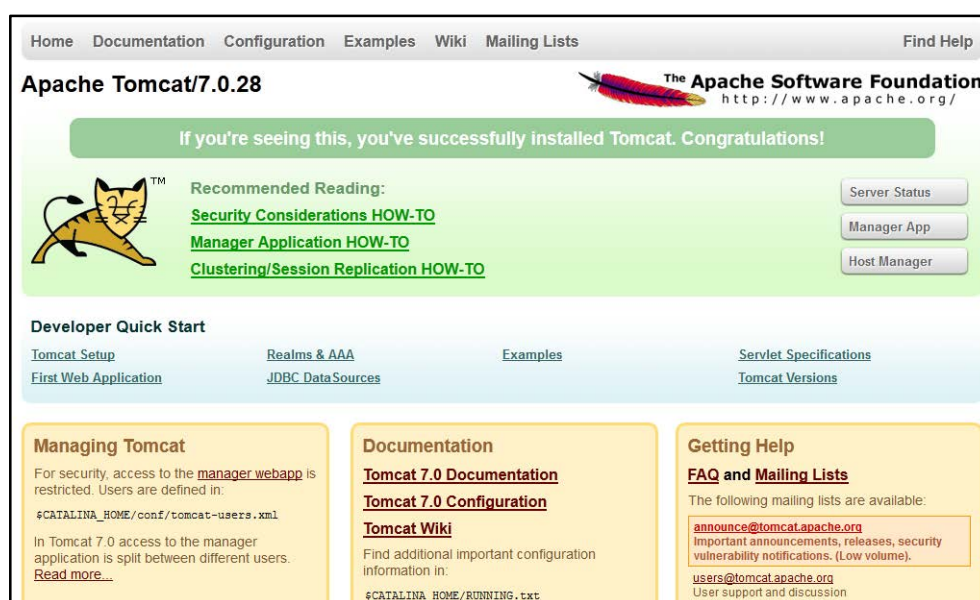 Home Documentation Configuration Examples Wiki Mailing Lists Find Help
Apache Tomcat/7.0.28
The Apache Software Foundation
http://www.apache.org/
If you're seeing this, you've successfully installed Tomcat. Congratulations!
TM
Recommended Reading:
Security Considerations HOW-TO
Manager Application HOW-TO
Clustering/Session Replication HOW-TO
Server Status
Manager App
Host Manager
Developer Quick Start
Tomcat Setup
First Web Application
Realms & AAA
JDBC DataSources
Examples
Servlet Specifications
Tomcat Versions
Managing Tomcat
For security, access to the manager webapp is
restricted. Users are defined in:
$CATALINA_HOME/conf/tomcat-users.xml
In Tomcat 7.0 access to the manager
application is split between different users.
Read more...
Documentation
Tomcat 7.0 Documentation
Tomcat 7.0 Configuration
Tomcat Wiki
Find additional important configuration
information in:
$CATALINA_HOME/RUNNING.txt
Getting Help
FAQ and Mailing Lists
The following mailing lists are available:
announce@tomcat.apache.org
Important announcements, releases, security
vulnerability notifications. (Low volume).
users@tomcat.apache.org
User support and discussion